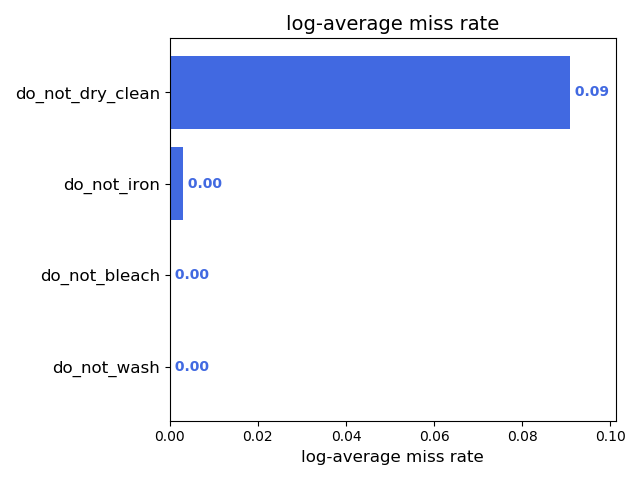 log-average miss rate
do_not_dry_clean 0.09
do_not_iron 0.00
do_not_bleach 0.00
do_not_wash 0.00
0.00 0.02 0.04 0.06 0.08 0.10
log-average miss rate